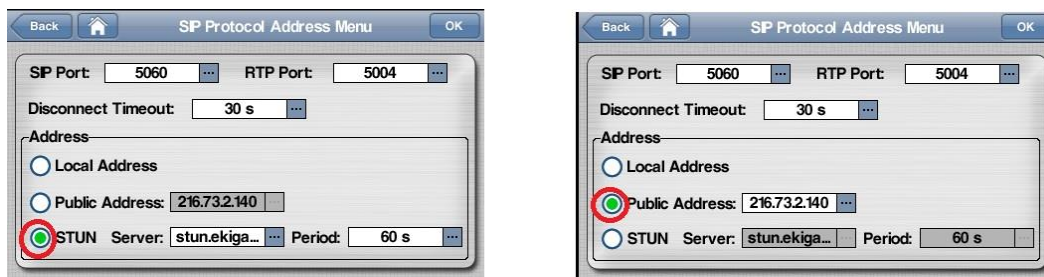 Back SIP Protocol Address Menu OK
SIP Port: 5060 ... RTP Port: 5004 ...
Disconnect Timeout: 30 s ...
Address
Local Address
Public Address: 216.73.2.140 ...
STUN Server: stun.ekiga... ... Period: 60 s ...
Back SIP Protocol Address Menu OK
SIP Port: 5060 ... RTP Port: 5004 ...
Disconnect Timeout: 30 s ...
Address
Local Address
Public Address: 216.73.2.140 ...
STUN Server: stun.ekiga... ... Period: 60 s ...